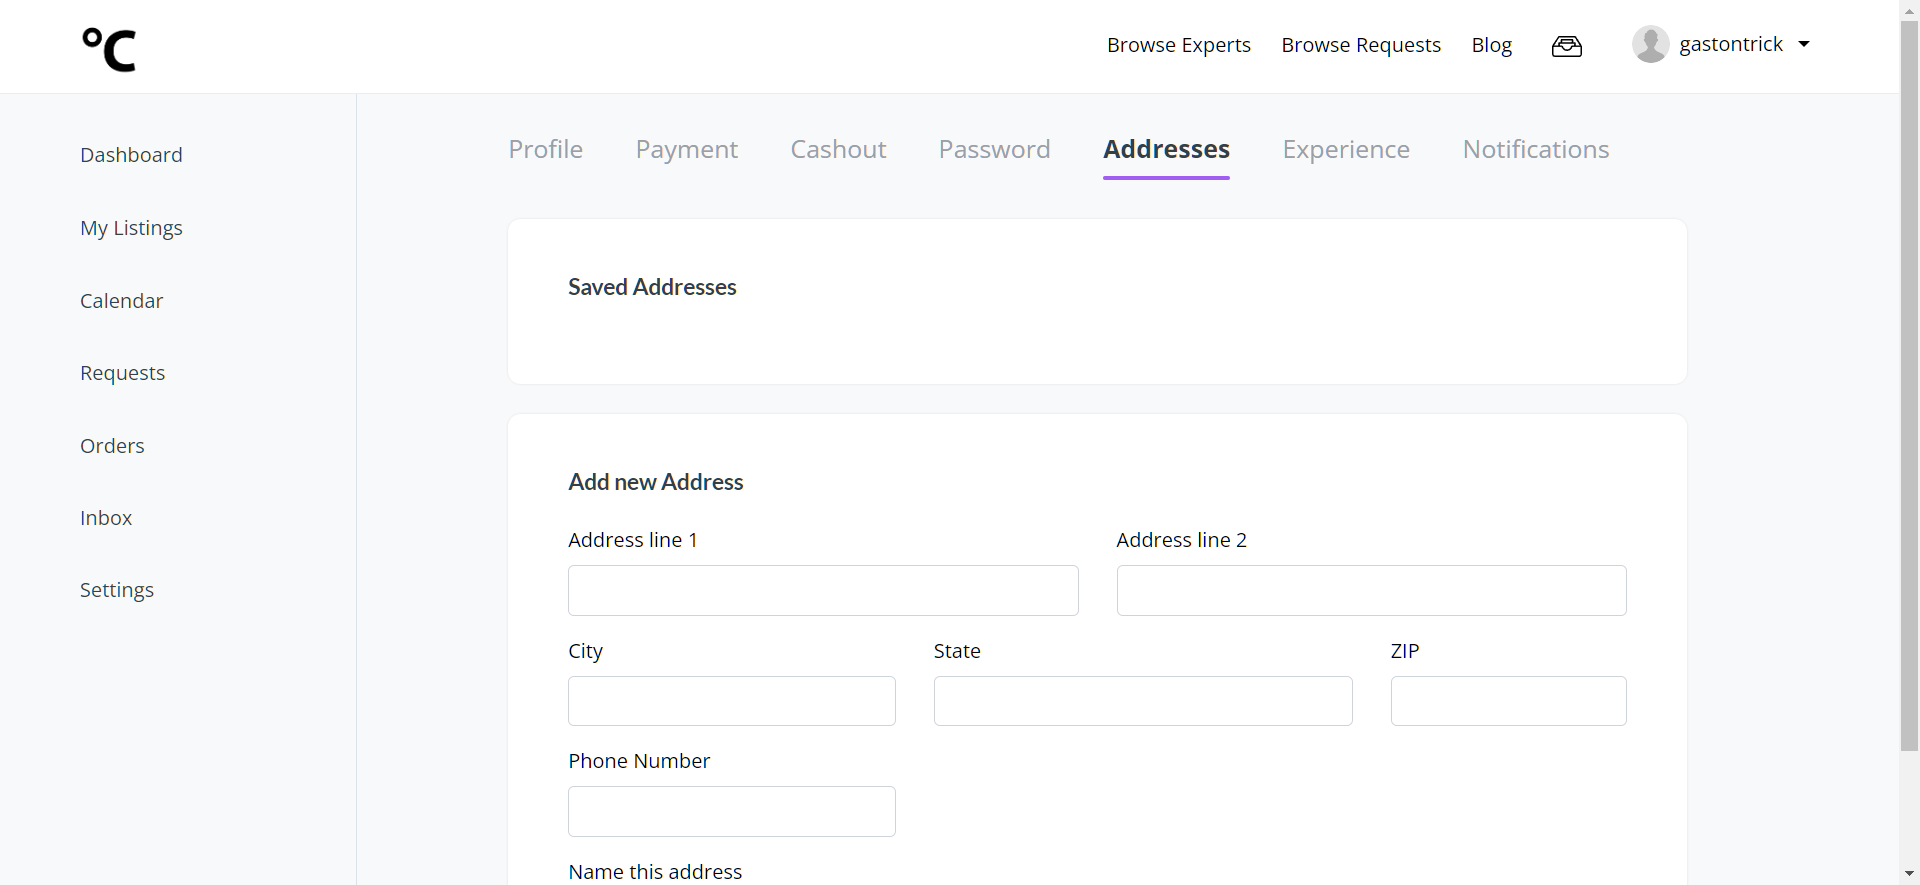 °C
Browse Experts Browse Requests Blog gastontrick
Dashboard
My Listings
Calendar
Requests
Orders
Inbox
Settings
Profile Payment Cashout Password Addresses Experience Notifications
Saved Addresses
Add new Address
Address line 1 Address line 2
City State ZIP
Phone Number
Name this address